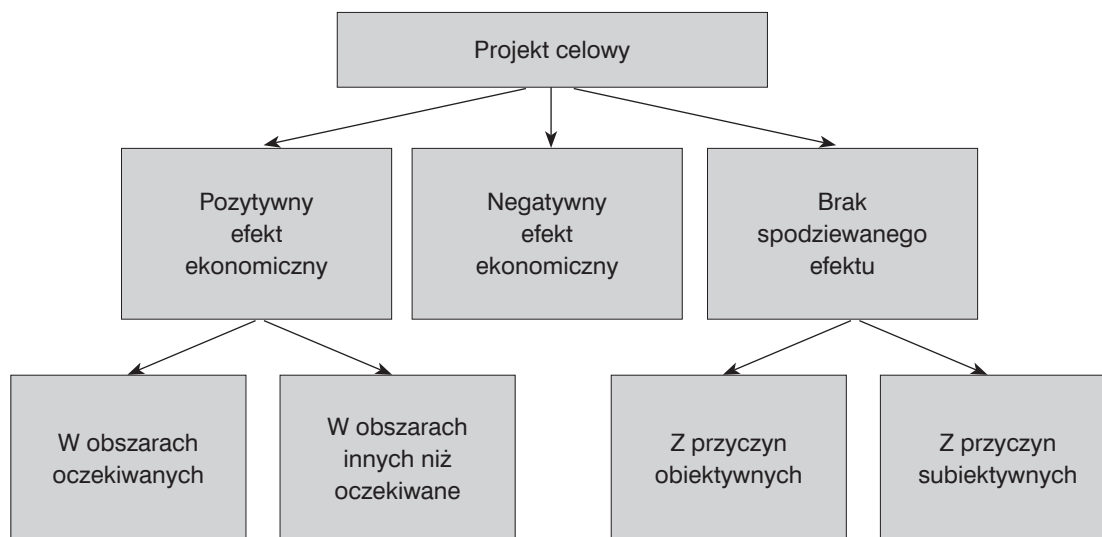 Projekt celowy
Pozytywny
efekt
ekonomiczny
Negatywny
efekt
ekonomiczny
Brak
spodziewanego
efektu
W obszarach
oczekiwanych
W obszarach
innych niż
oczekiwane
Z przyczyn
obiektywnych
Z przyczyn
subiektywnych